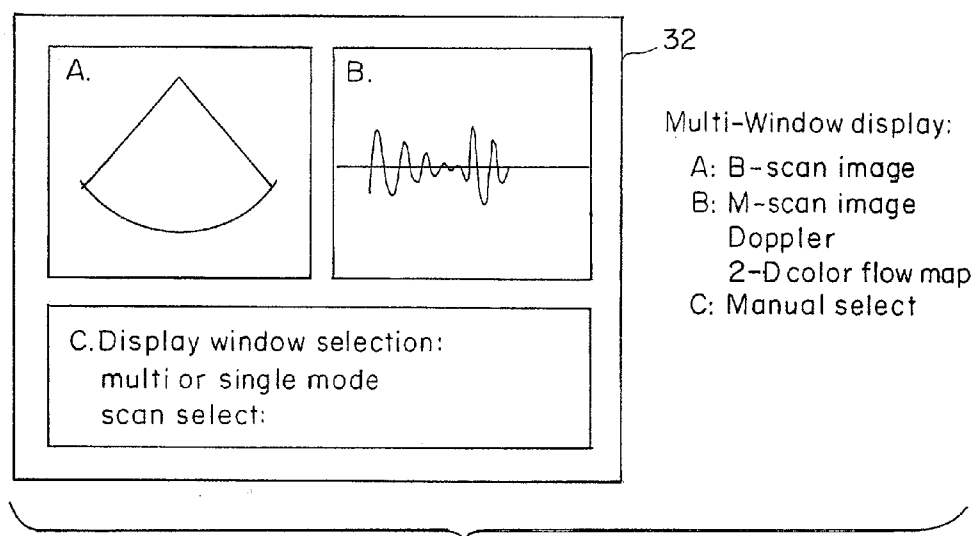 32
A.
B.
C. Display window selection:
multi or single mode
scan select:
Multi-Window display:
A: B-scan image
B: M-scan image
Doppler
2-D color flow map
C: Manual select